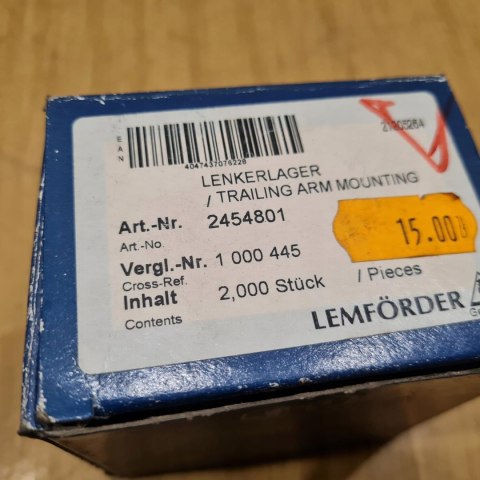 EAN
4047437076226
21905264
LENKERLAGER
/ TRAILING ARM MOUNTING
Art.-Nr. 2454801
Art.-No.
15.00
Vergl.-Nr. 1 000 445
Cross-Ref.
Inhalt 2,000 Stück / Pieces
Contents
LEMFÖRDER